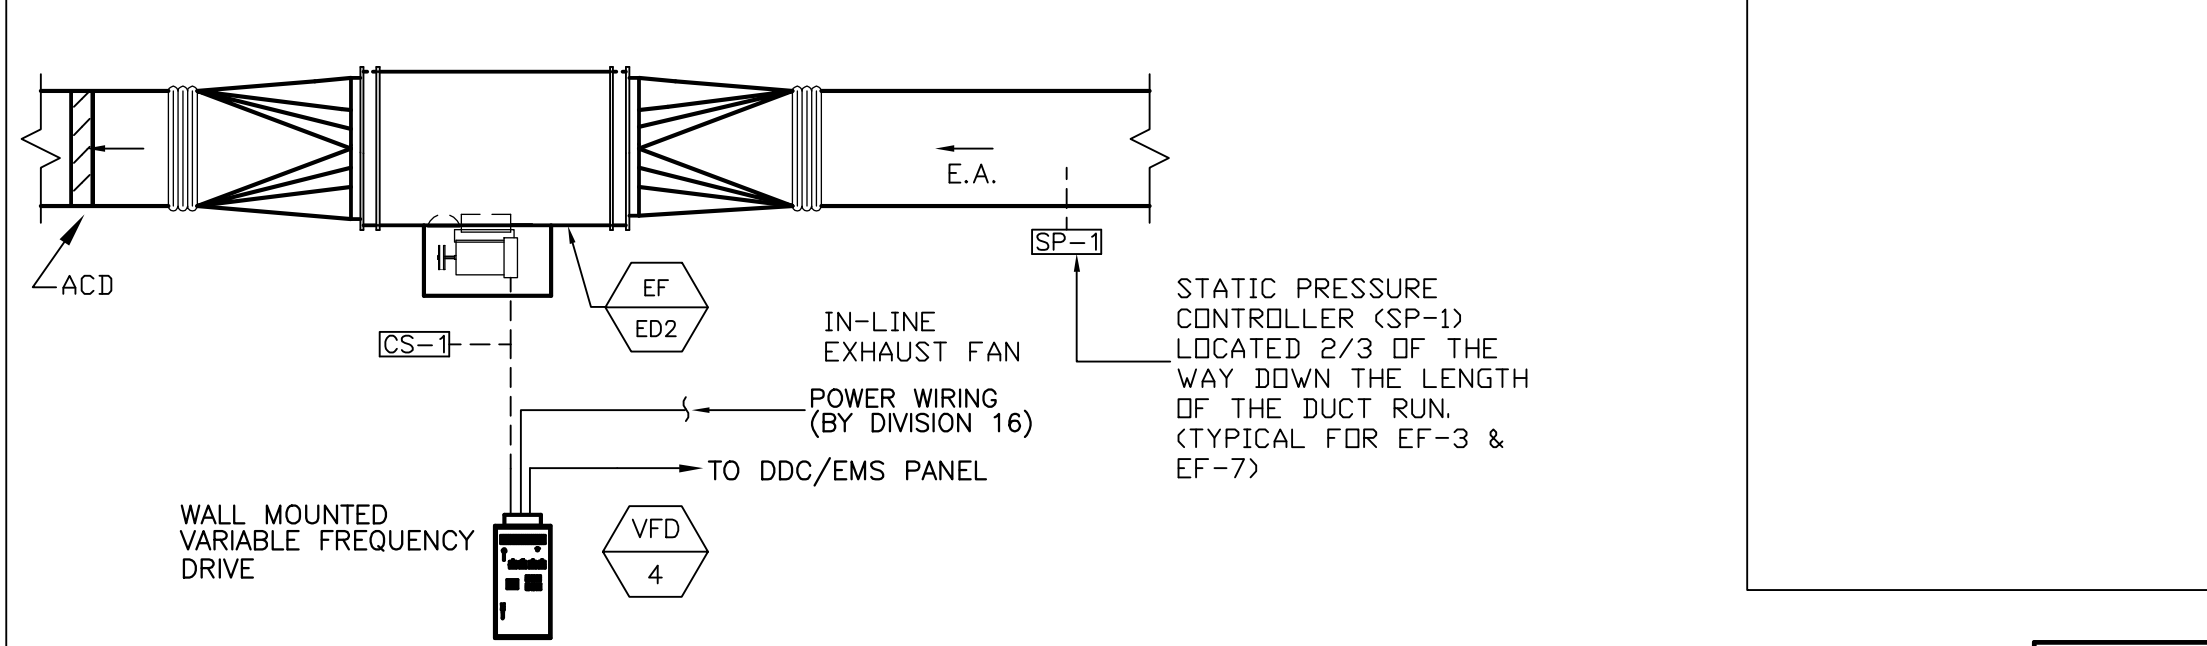 E.A.
SP-1
ACD
EF
ED2
CS-1
IN-LINE
EXHAUST FAN
STATIC PRESSURE
CONTROLLER (SP-1)
LOCATED 2/3 OF THE
WAY DOWN THE LENGTH
OF THE DUCT RUN.
(TYPICAL FOR EF-3 &
EF-7)
POWER WIRING
(BY DIVISION 16)
TO DDC/EMS PANEL
WALL MOUNTED
VARIABLE FREQUENCY
DRIVE
VFD
4